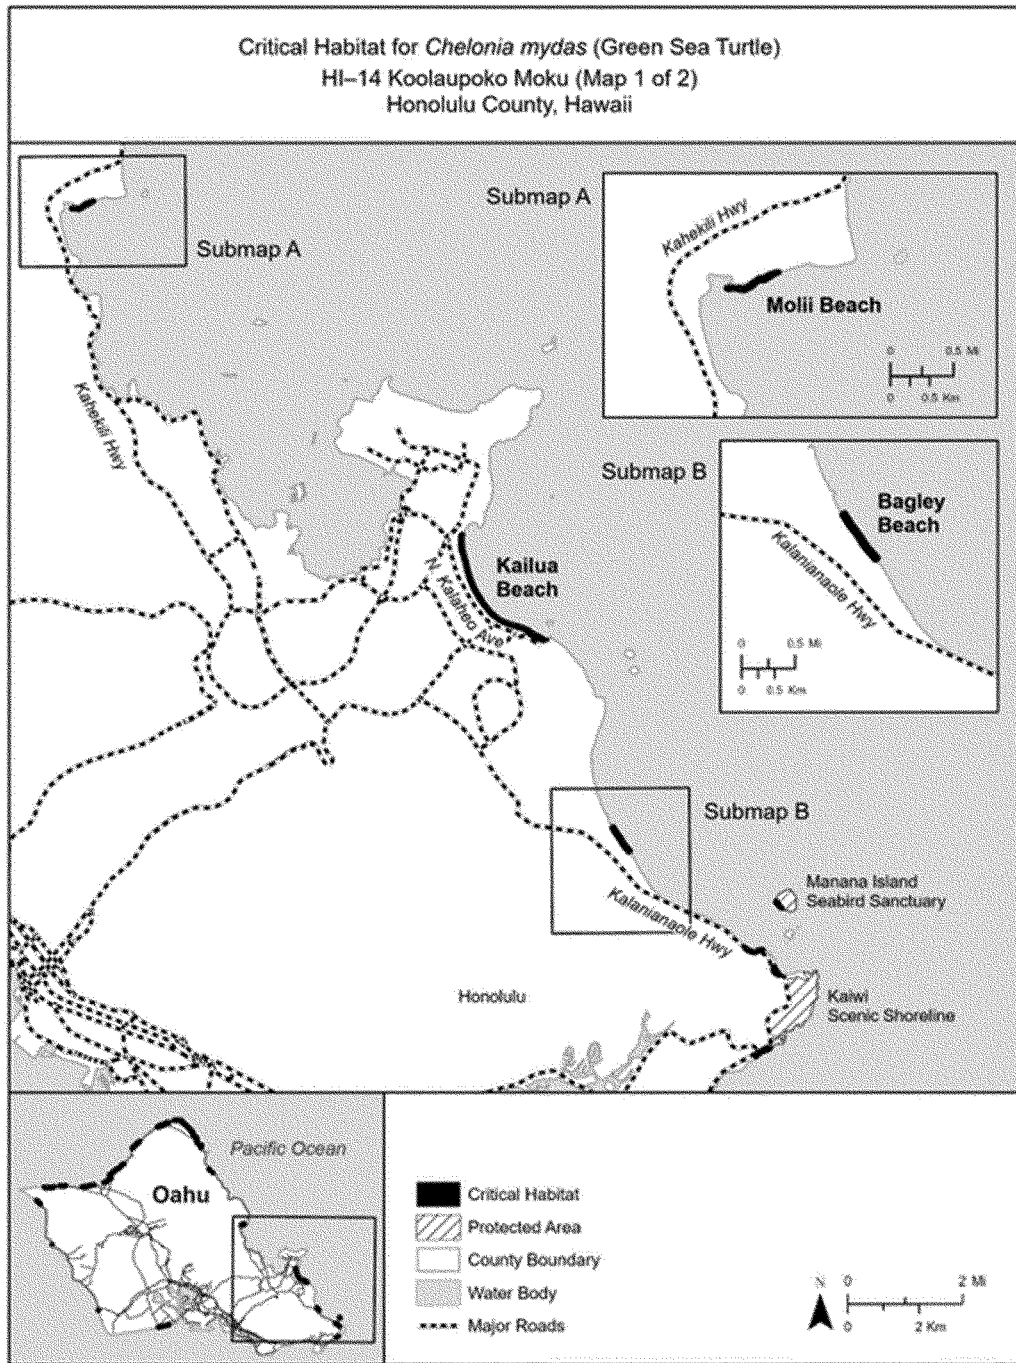 Critical Habitat for Chelonia mydas (Green Sea Turtle)
HI–14 Koolaupoko Moku (Map 1 of 2)
Honolulu County, Hawaii
Submap A
Submap A
Kahekili Hwy
Molii Beach
0 0.5 Mi
0 0.5 Km
Kahekili Hwy
Submap B
Bagley
Beach
Kalanianaole Hwy
0 0.5 Mi
0 0.5 Km
Kailua
Beach
N. Kalaheo Ave
Submap B
Manana Island
Seabird Sanctuary
Kalanianaole Hwy
Honolulu
Kaiwi
Scenic Shoreline
Pacific Ocean
Oahu
Critical Habitat
Protected Area
County Boundary
Water Body
Major Roads
N
0 2 Mi
0 2 Km